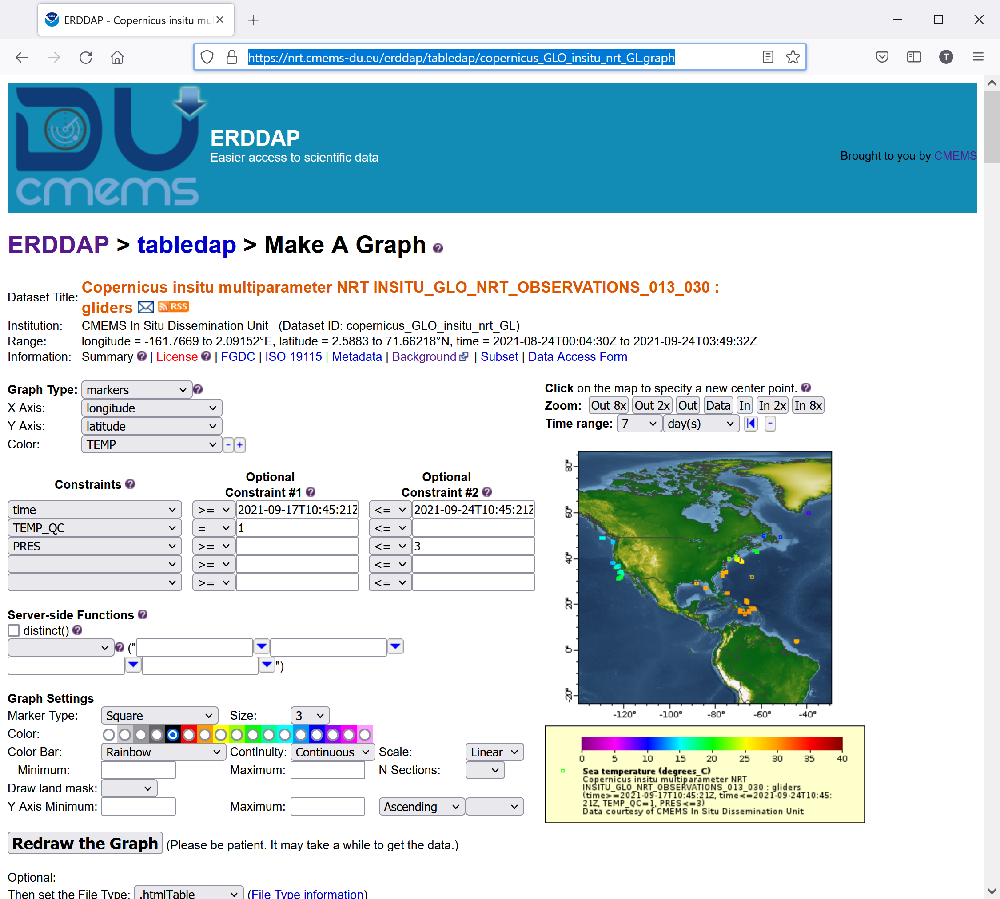 ERDDAP - Copernicus insitu mu
https://nrt.cmems-du.eu/erddap/tabledap/copernicus_GLO_insitu_nrt_GL.graph
T
DU
cmems
ERDDAP
Easier access to scientific data
Brought to you by CMEMS
ERDDAP > tabledap > Make A Graph ?
Dataset Title: Copernicus insitu multiparameter NRT INSITU_GLO_NRT_OBSERVATIONS_013_030 :
gliders RSS
Institution: CMEMS In Situ Dissemination Unit (Dataset ID: copernicus_GLO_insitu_nrt_GL)
Range: longitude = -161.7669 to 2.09152°E, latitude = 2.5883 to 71.66218°N, time = 2021-08-24T00:04:30Z to 2021-09-24T03:49:32Z
Information: Summary ? | License ? | FGDC | ISO 19115 | Metadata | Background | Subset | Data Access Form
Graph Type: markers ?
X Axis: longitude
Y Axis: latitude
Color: TEMP - +
Constraints ? Optional Constraint #1 ? Optional Constraint #2 ?
time >= 2021-09-17T10:45:21Z <= 2021-09-24T10:45:21Z
TEMP_QC = 1 <=
PRES >= <= 3
>= <=
>= <=
Server-side Functions ?
distinct() ?
? ("
")
Graph Settings
Marker Type: Square Size: 3
Color:
Color Bar: Rainbow Continuity: Continuous Scale: Linear
Minimum: Maximum: N Sections:
Draw land mask:
Y Axis Minimum: Maximum: Ascending
Redraw the Graph (Please be patient. It may take a while to get the data.)
Optional:
Then set the File Type: .htmlTable (File Type information)
Click on the map to specify a new center point. ?
Zoom: Out 8x Out 2x Out Data In In 2x In 8x
Time range: 7 day(s) -
80°
60°
40°
20°
0°
-20°
-120° -100° -80° -60° -40°
0 5 10 15 20 25 30 35 40
Sea temperature (degrees_C)
Copernicus insitu multiparameter NRT
INSITU_GLO_NRT_OBSERVATIONS_013_030 : gliders
(time>=2021-09-17T10:45:21Z, time<=2021-09-24T10:45:
21Z, TEMP_QC=1, PRES<=3)
Data courtesy of CMEMS In Situ Dissemination Unit